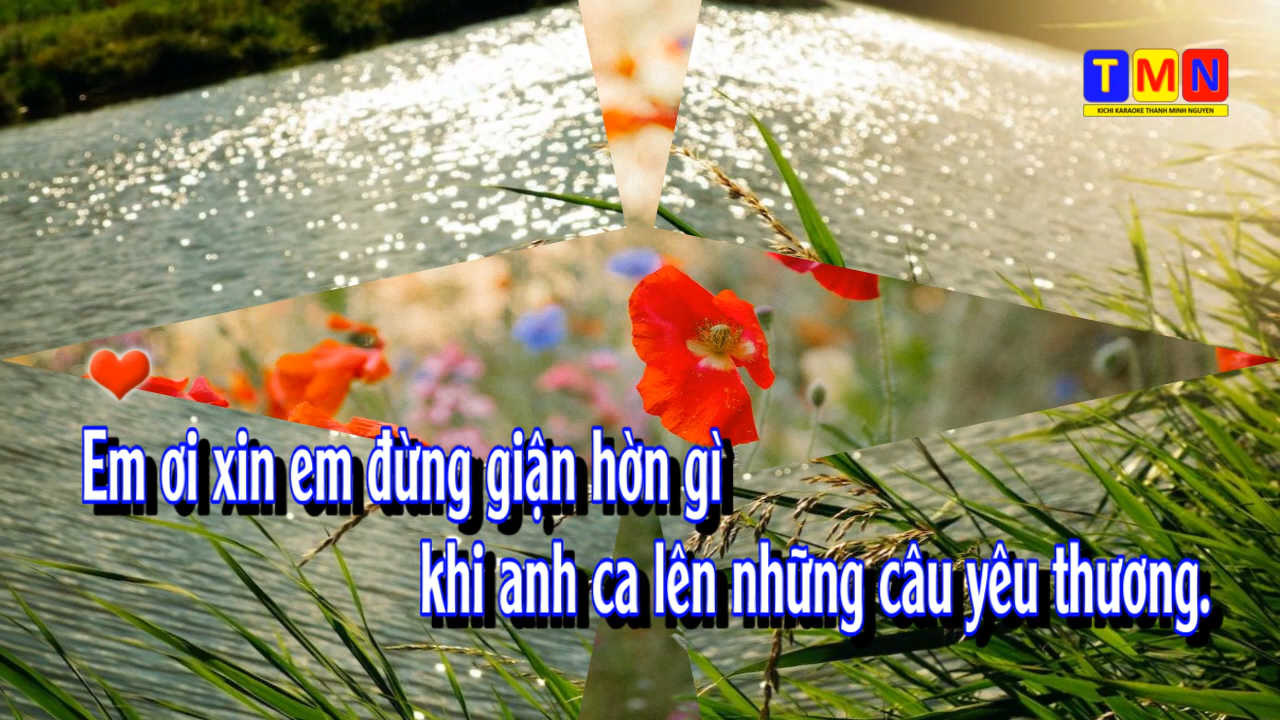 TMN
KICHI KARAOKE THANH MINH NGUYEN
Em ơi xin em đừng giận hờn gì
khi anh ca lên những câu yêu thương.